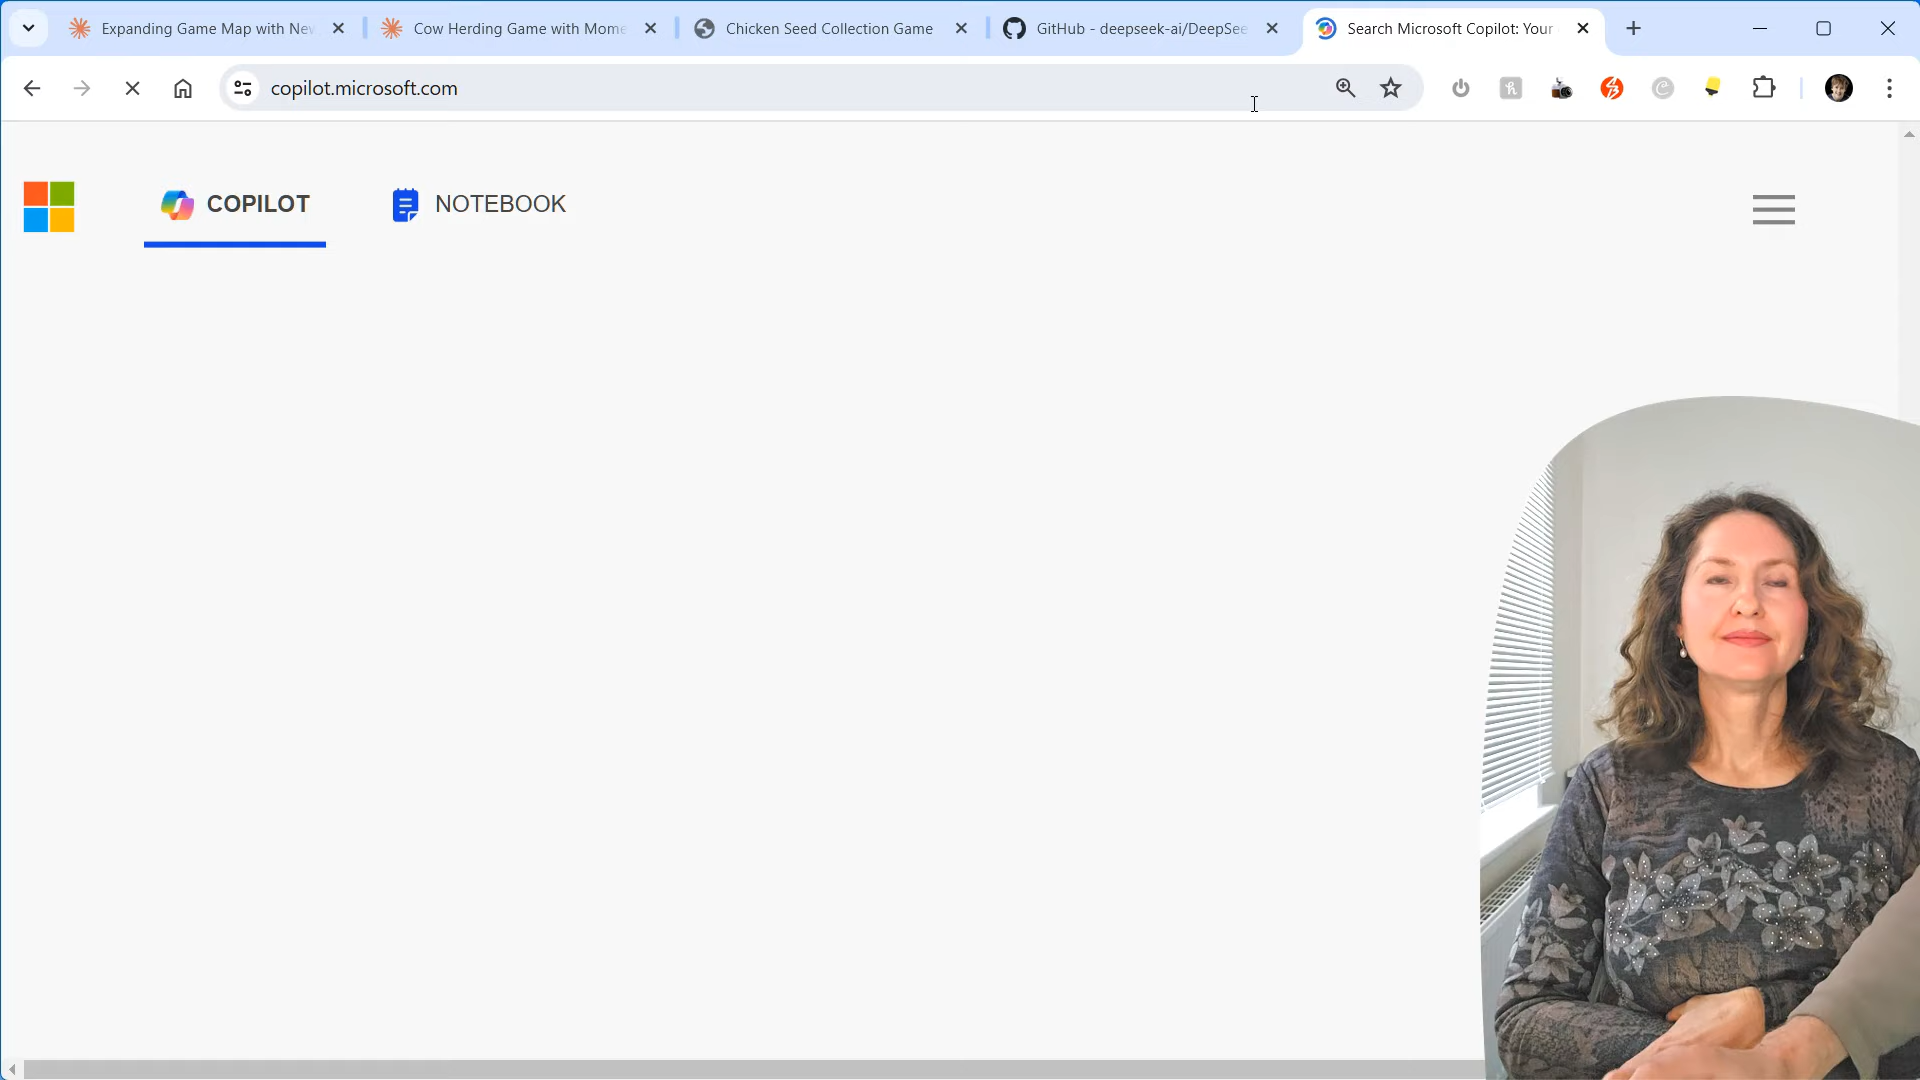 Expanding Game Map with New
Cow Herding Game with Mome
Chicken Seed Collection Game
GitHub - deepseek-ai/DeepSee
Search Microsoft Copilot: Your
copilot.microsoft.com
COPILOT
NOTEBOOK